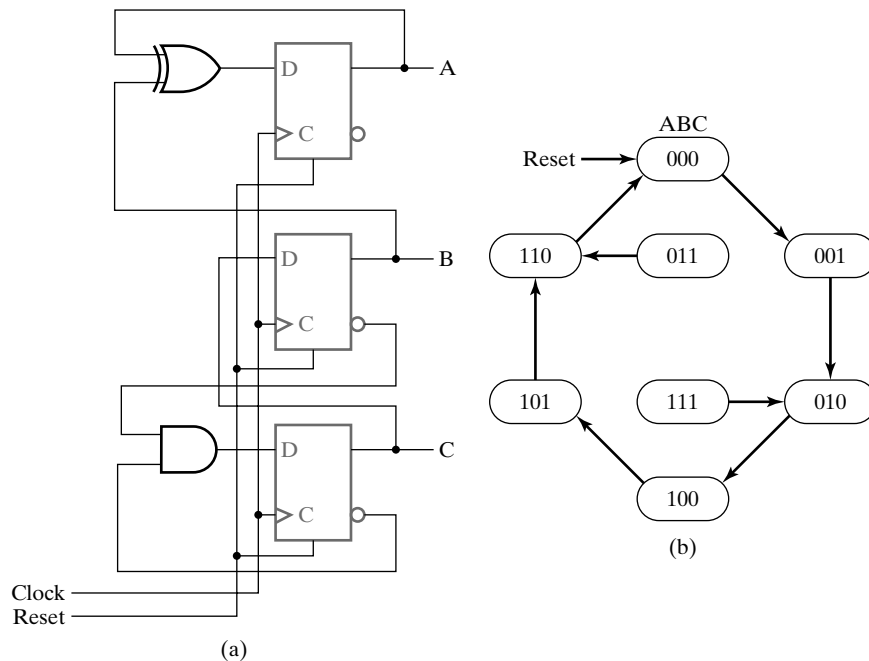 D
A
C
D
B
C
D
C
C
Clock
Reset
(a)
ABC
Reset
000
110
011
001
101
111
010
100
(b)